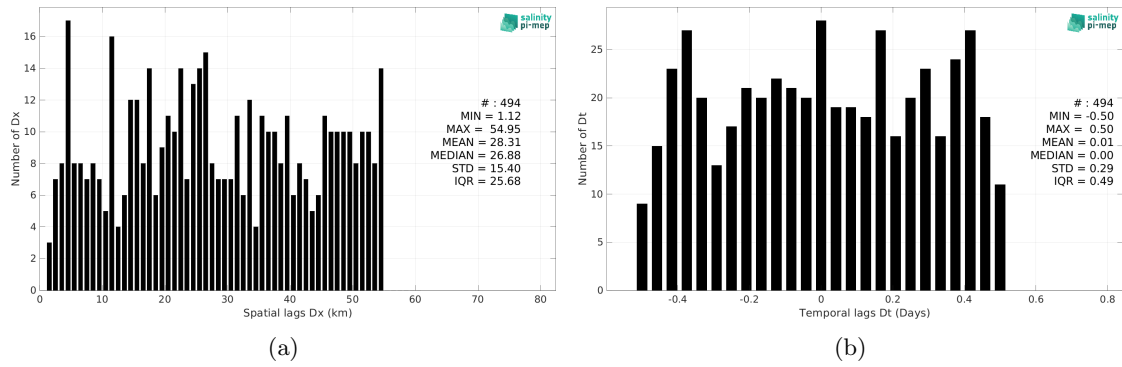 salinity
pi-mep
16
14
12
10
8
6
4
2
0
Number of Dx
# : 494
MIN = 1.12
MAX = 54.95
MEAN = 28.31
MEDIAN = 26.88
STD = 15.40
IQR = 25.68
0 10 20 30 40 50 60 70 80
Spatial lags Dx (km)
(a)
salinity
pi-mep
25
20
15
10
5
0
Number of Dt
# : 494
MIN = -0.50
MAX = 0.50
MEAN = 0.01
MEDIAN = 0.00
STD = 0.29
IQR = 0.49
-0.4 -0.2 0 0.2 0.4 0.6 0.8
Temporal lags Dt (Days)
(b)